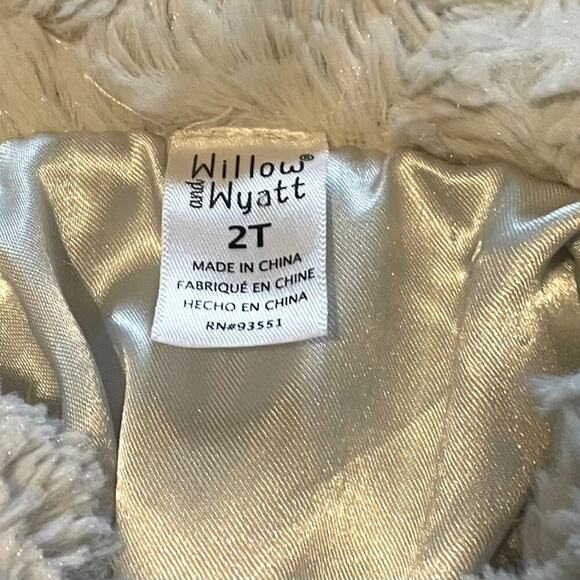 Willow®
and Wyatt
2T
MADE IN CHINA
FABRIQUÉ EN CHINE
HECHO EN CHINA
RN#93551